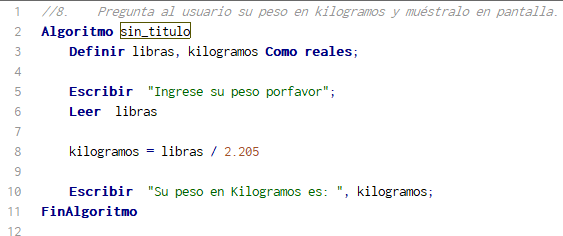 1 //8. Pregunta al usuario su peso en kilogramos y muéstralo en pantalla.
2 Algoritmo sin_titulo
3 Definir libras, kilogramos Como reales;
4
5 Escribir "Ingrese su peso porfavor";
6 Leer libras
7
8 kilogramos = libras / 2.205
9
10 Escribir "Su peso en Kilogramos es: ", kilogramos;
11 FinAlgoritmo
12